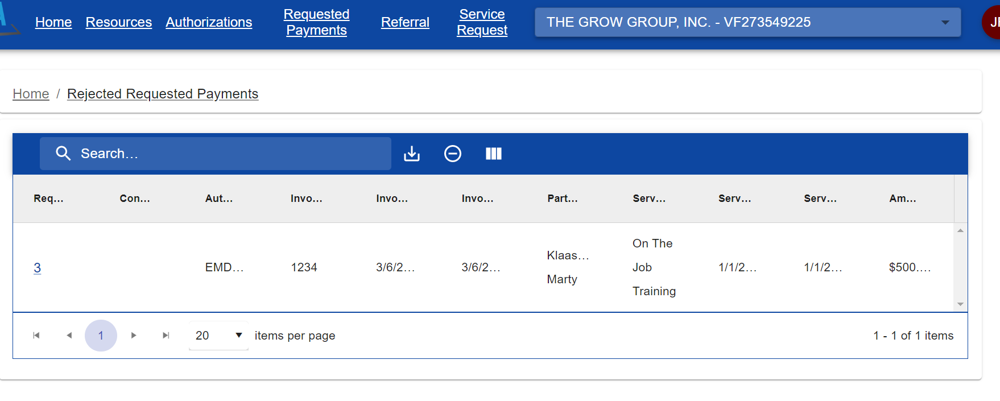 Home Resources Authorizations Requested Payments Referral Service Request THE GROW GROUP, INC. - VF273549225
Home / Rejected Requested Payments
Search…
Req... Con... Aut... Invo... Invo... Invo... Part... Serv... Serv... Serv... Am...
3 EMD... 1234 3/6/2... 3/6/2... Klaas... Marty On The Job Training 1/1/2... 1/1/2... $500....
1 20 items per page 1 - 1 of 1 items